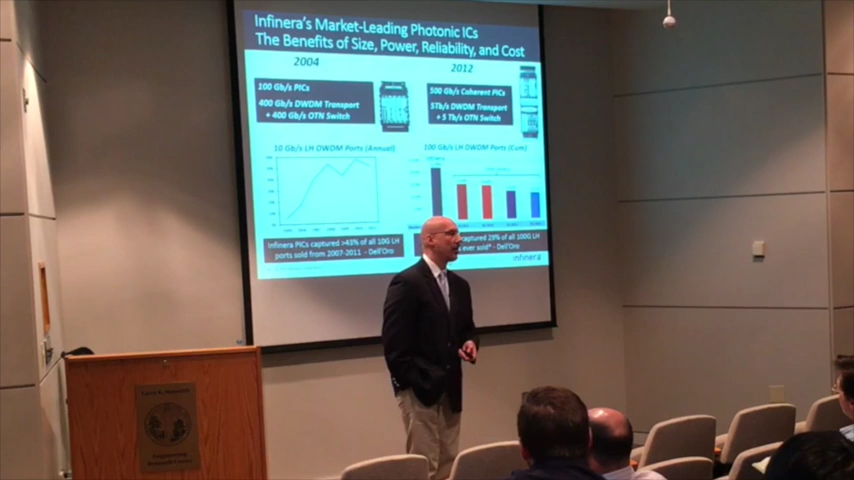 Infinera's Market-Leading Photonic ICs
The Benefits of Size, Power, Reliability, and Cost
2004
2012
100 Gb/s PICs
400 Gb/s DWDM Transport
+ 400 Gb/s OTN Switch
500 Gb/s Coherent PICs
5Tb/s DWDM Transport
+ 5 Tb/s OTN Switch
10 Gb/s LH DWDM Ports (Annual)
100 Gb/s LH DWDM Ports (Cum)
Infinera PICs captured >43% of all 10G LH
ports sold from 2007-2011 - Dell'Oro
captured 29% of all 100G LH
ever sold* - Dell'Oro
infinera
Engineering